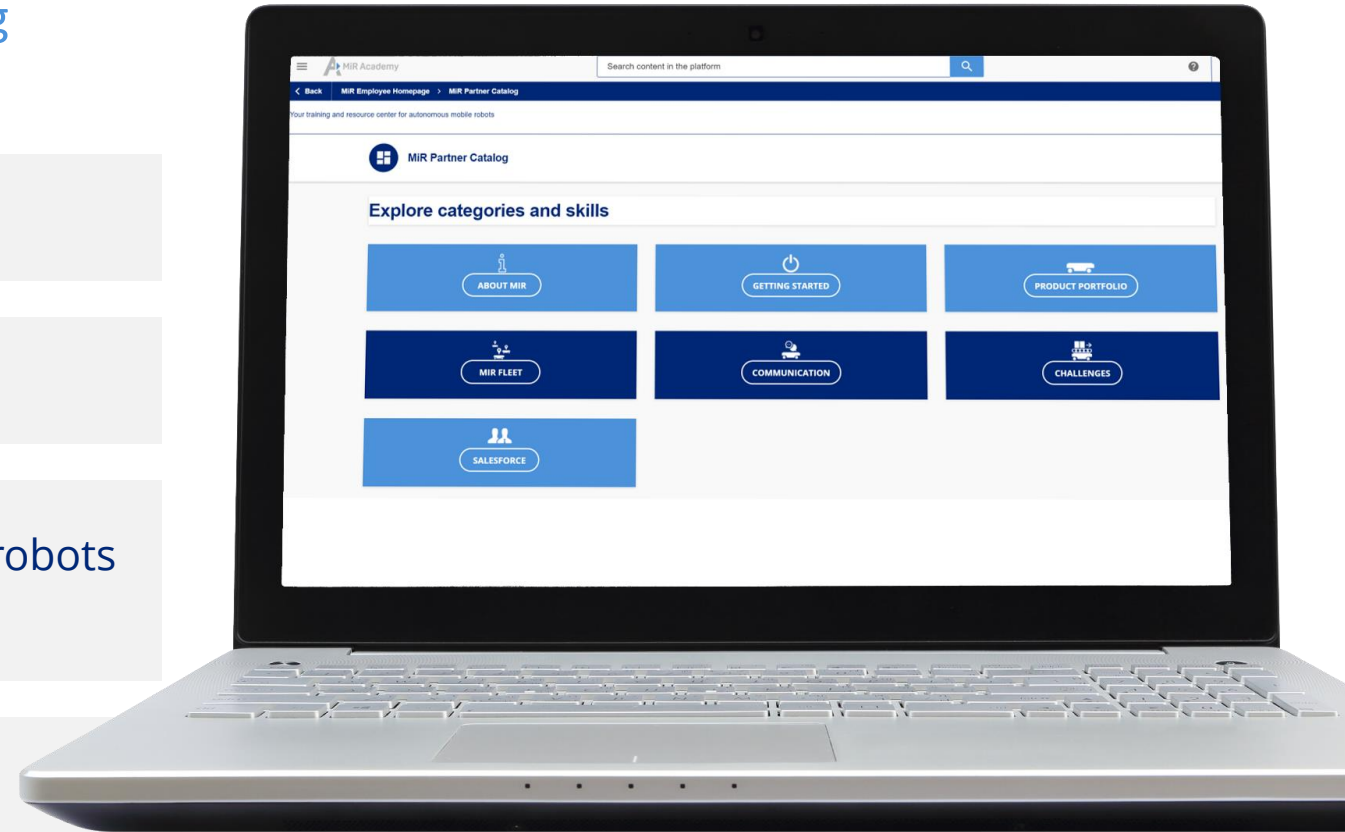 g
robots
MiR Academy
Search content in the platform
Back MiR Employee Homepage > MiR Partner Catalog
Your training and resource center for autonomous mobile robots
MiR Partner Catalog
Explore categories and skills
ABOUT MIR
GETTING STARTED
PRODUCT PORTFOLIO
MIR FLEET
COMMUNICATION
CHALLENGES
SALESFORCE